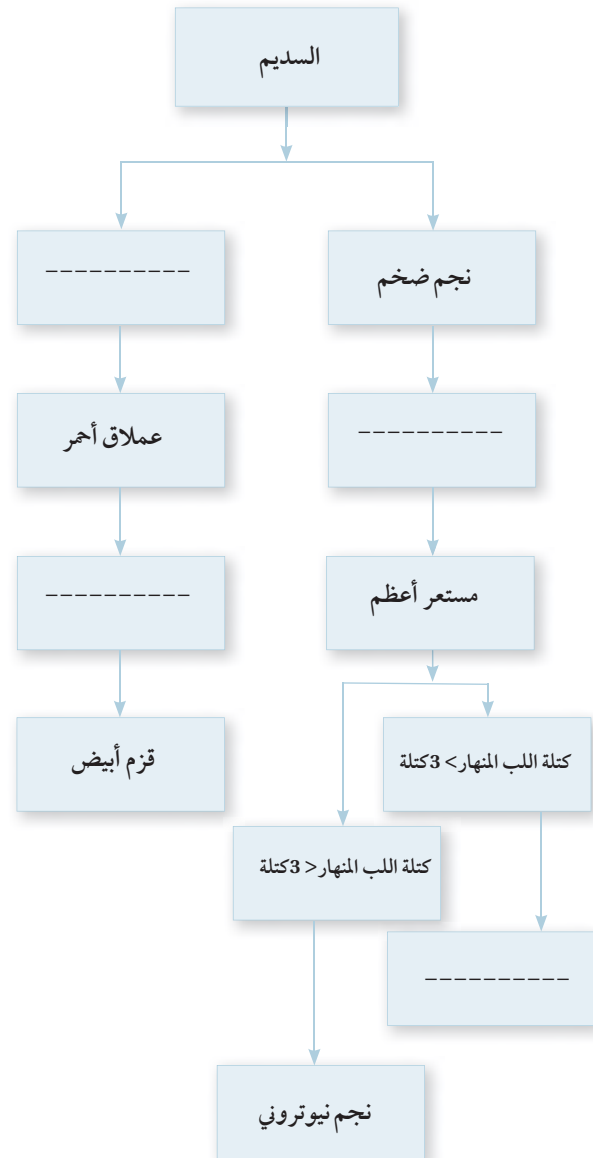 السديم
----------
نجم ضخم
عملاق أحمر
----------
----------
مستعر أعظم
قزم أبيض
كتلة اللب المنهار> 3كتلة
كتلة اللب المنهار< 3كتلة
----------
نجم نيوتروني